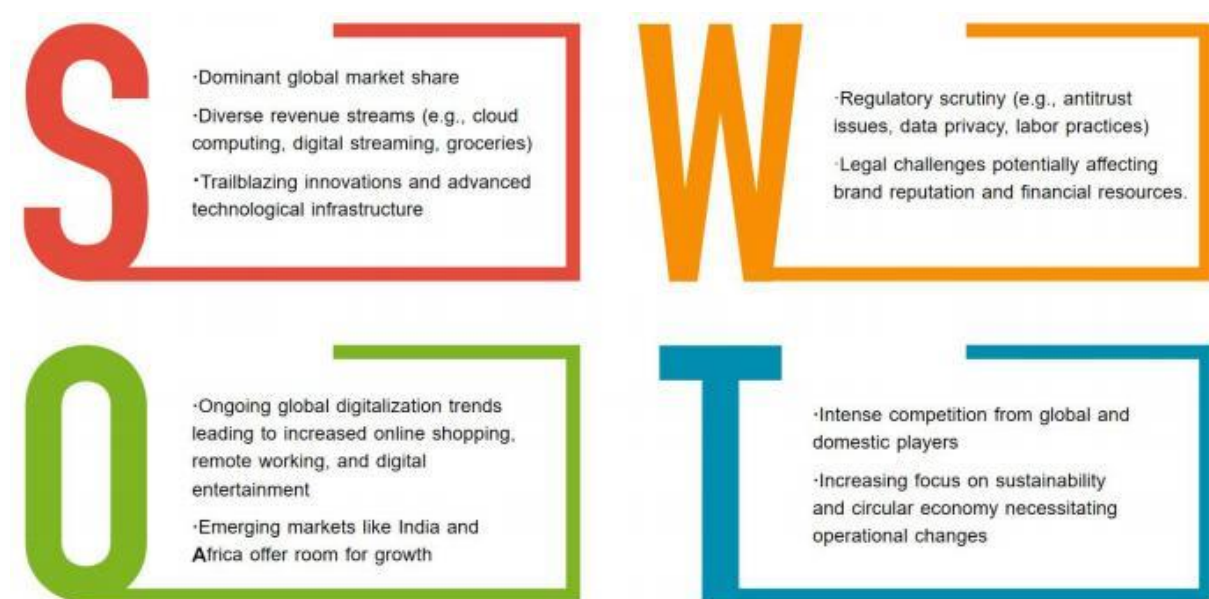 S
·Dominant global market share
·Diverse revenue streams (e.g., cloud
computing, digital streaming, groceries)
·Trailblazing innovations and advanced
technological infrastructure
W
·Regulatory scrutiny (e.g., antitrust
issues, data privacy, labor practices)
·Legal challenges potentially affecting
brand reputation and financial resources.
O
·Ongoing global digitalization trends
leading to increased online shopping,
remote working, and digital
entertainment
·Emerging markets like India and
Africa offer room for growth
T
·Intense competition from global and
domestic players
·Increasing focus on sustainability
and circular economy necessitating
operational changes